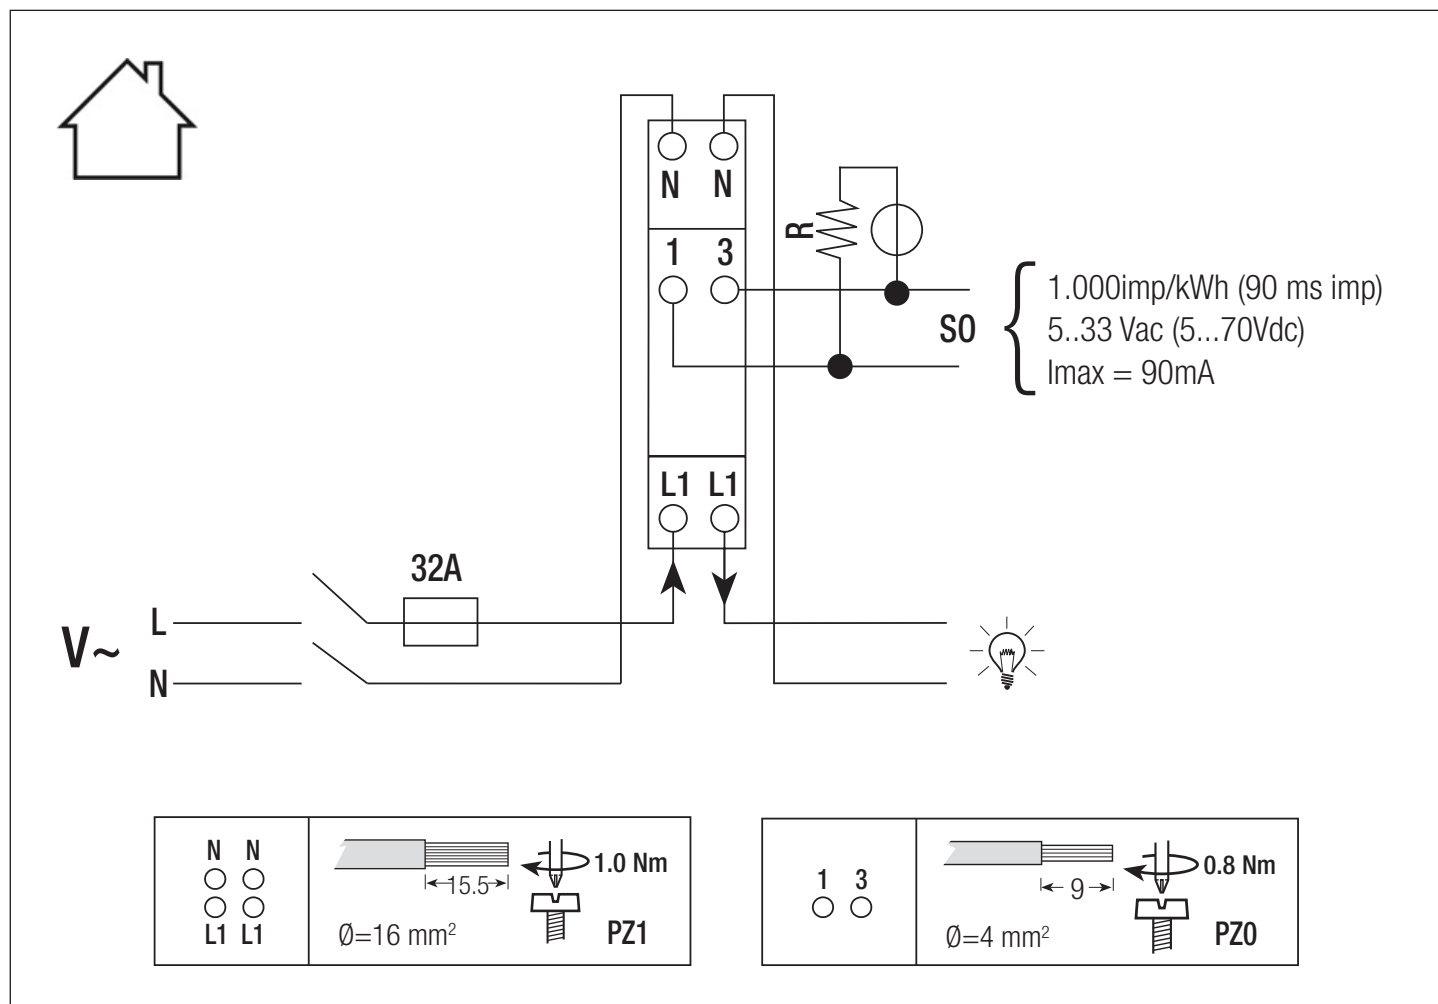 N N
R
1 3
1.000imp/kWh (90 ms imp)
S0
5..33 Vac (5...70Vdc)
Imax = 90mA
L1 L1
32A
L
V~
N
N N
L1 L1
15.5
1.0 Nm
Ø=16 mm²
PZ1
1 3
9
0.8 Nm
Ø=4 mm²
PZ0